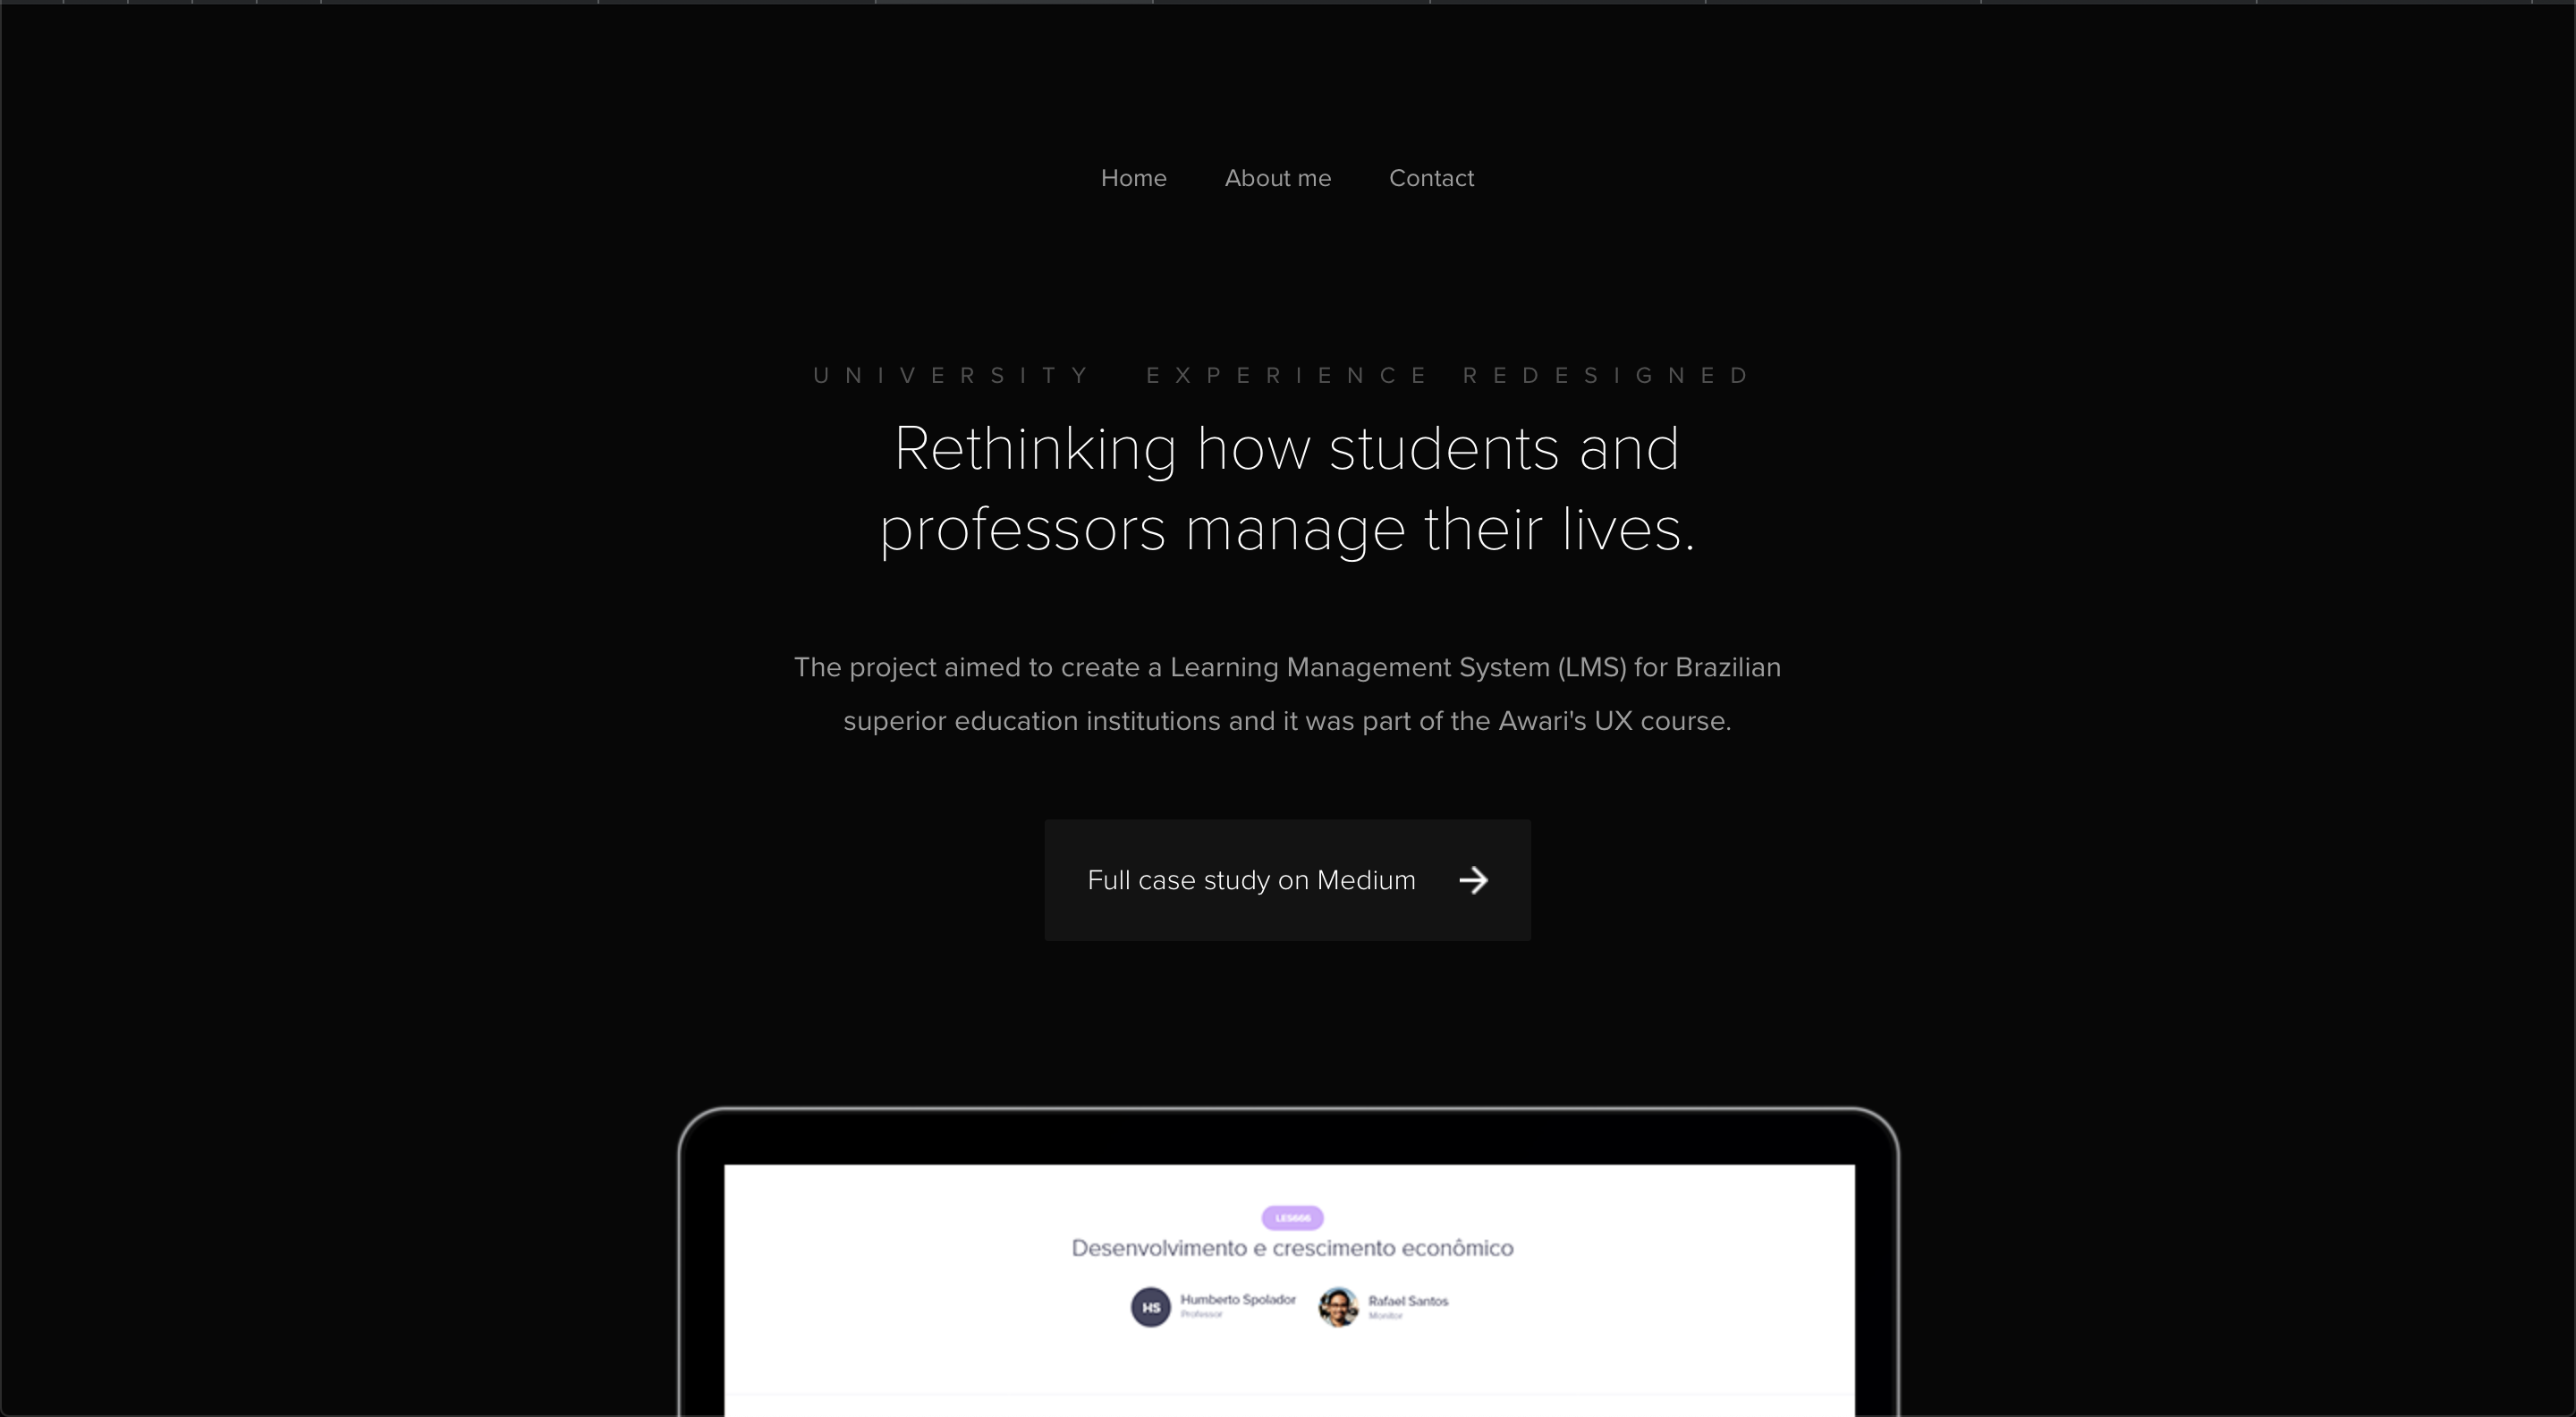 Home About me Contact
UNIVERSITY EXPERIENCE REDESIGNED
Rethinking how students and
professors manage their lives.
The project aimed to create a Learning Management System (LMS) for Brazilian
superior education institutions and it was part of the Awari's UX course.
Full case study on Medium
LES666
Desenvolvimento e crescimento econômico
HS Humberto Spolador Rafael Santos
Professor Monitor